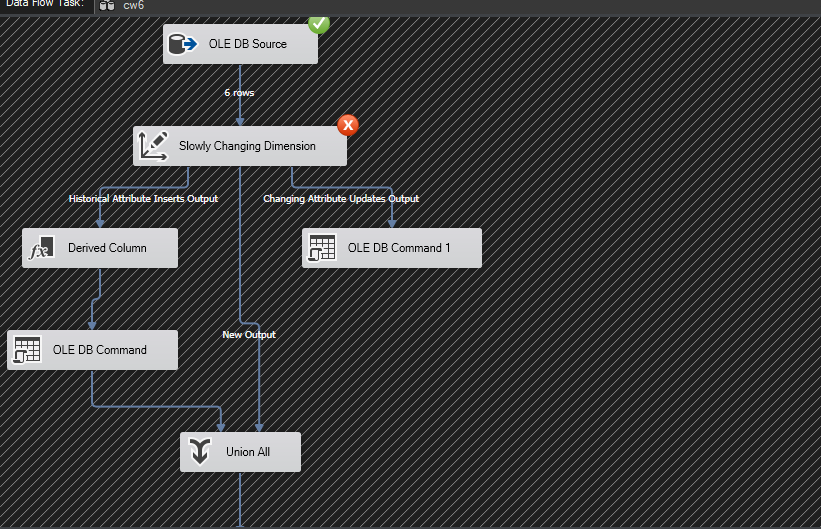 Data Flow Task: cw6
OLE DB Source
6 rows
Slowly Changing Dimension
Historical Attribute Inserts Output
Changing Attribute Updates Output
fx
Derived Column
OLE DB Command 1
New Output
OLE DB Command
Union All